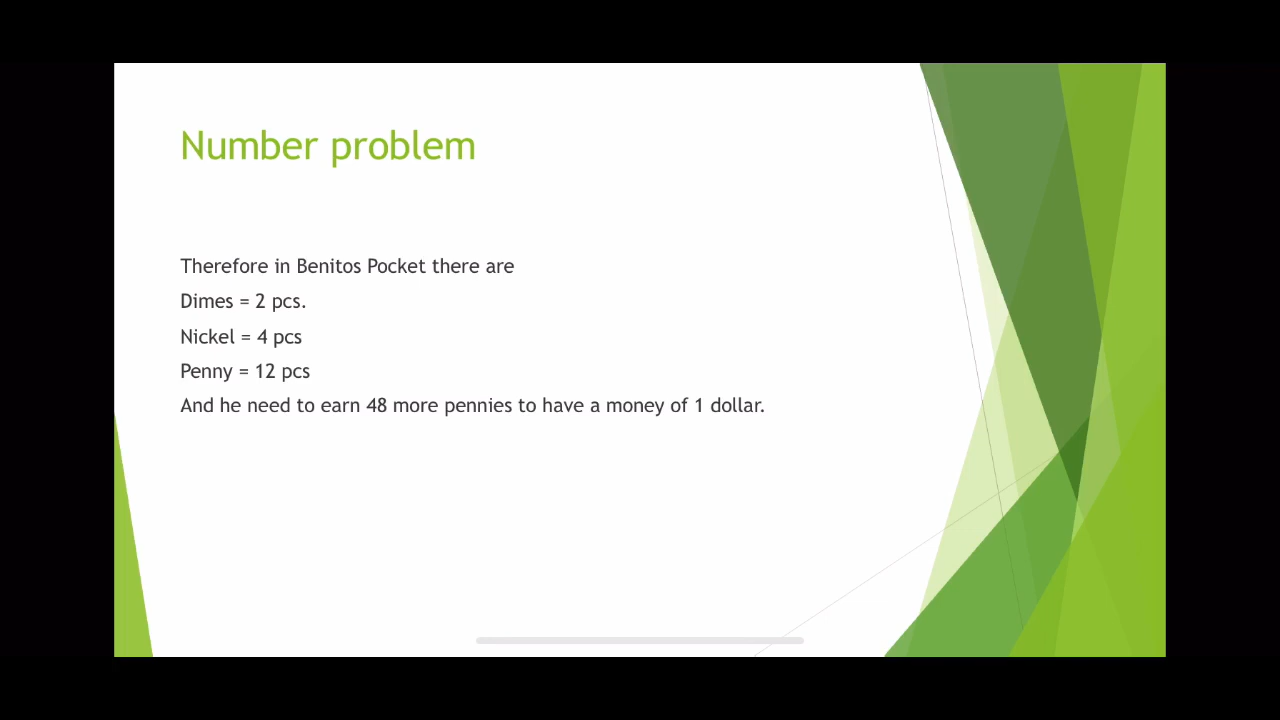 Number problem
Therefore in Benitos Pocket there are
Dimes = 2 pcs.
Nickel = 4 pcs
Penny = 12 pcs
And he need to earn 48 more pennies to have a money of 1 dollar.